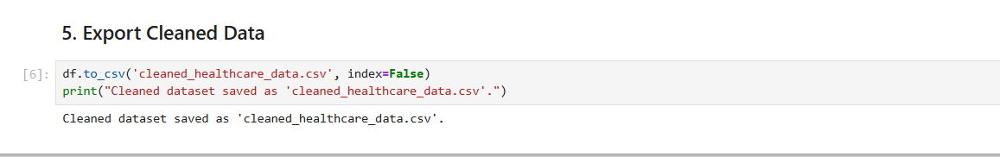 5. Export Cleaned Data
[6]: df.to_csv('cleaned_healthcare_data.csv', index=False)
print("Cleaned dataset saved as 'cleaned_healthcare_data.csv'.")
Cleaned dataset saved as 'cleaned_healthcare_data.csv'.